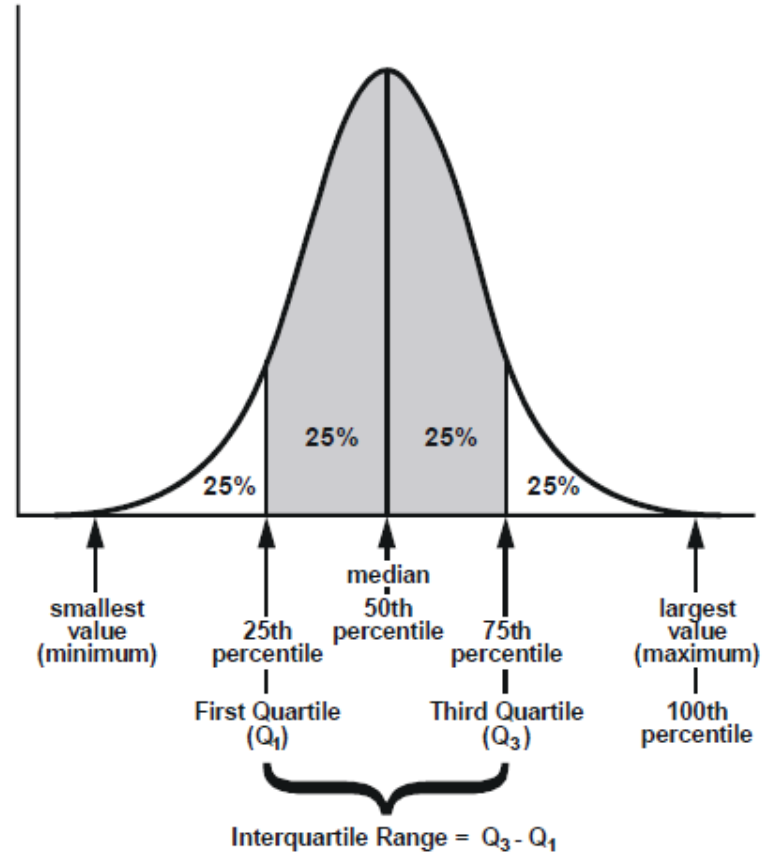 25%
25%
25%
25%
smallest
value
(minimum)
25th
percentile
First Quartile
(Q1)
median
50th
percentile
75th
percentile
Third Quartile
(Q3)
largest
value
(maximum)
100th
percentile
Interquartile Range = Q3 - Q1